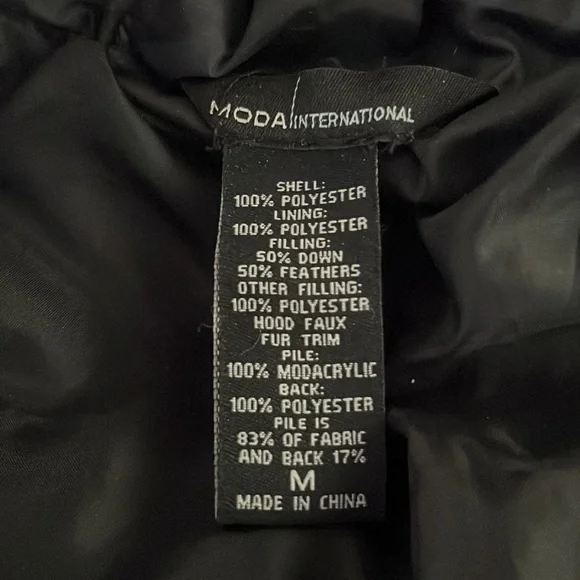 MODA INTERNATIONAL
SHELL:
100% POLYESTER
LINING:
100% POLYESTER
FILLING:
50% DOWN
50% FEATHERS
OTHER FILLING:
100% POLYESTER
HOOD FAUX
FUR TRIM
PILE:
100% MODACRYLIC
BACK:
100% POLYESTER
PILE IS
83% OF FABRIC
AND BACK 17%
M
MADE IN CHINA